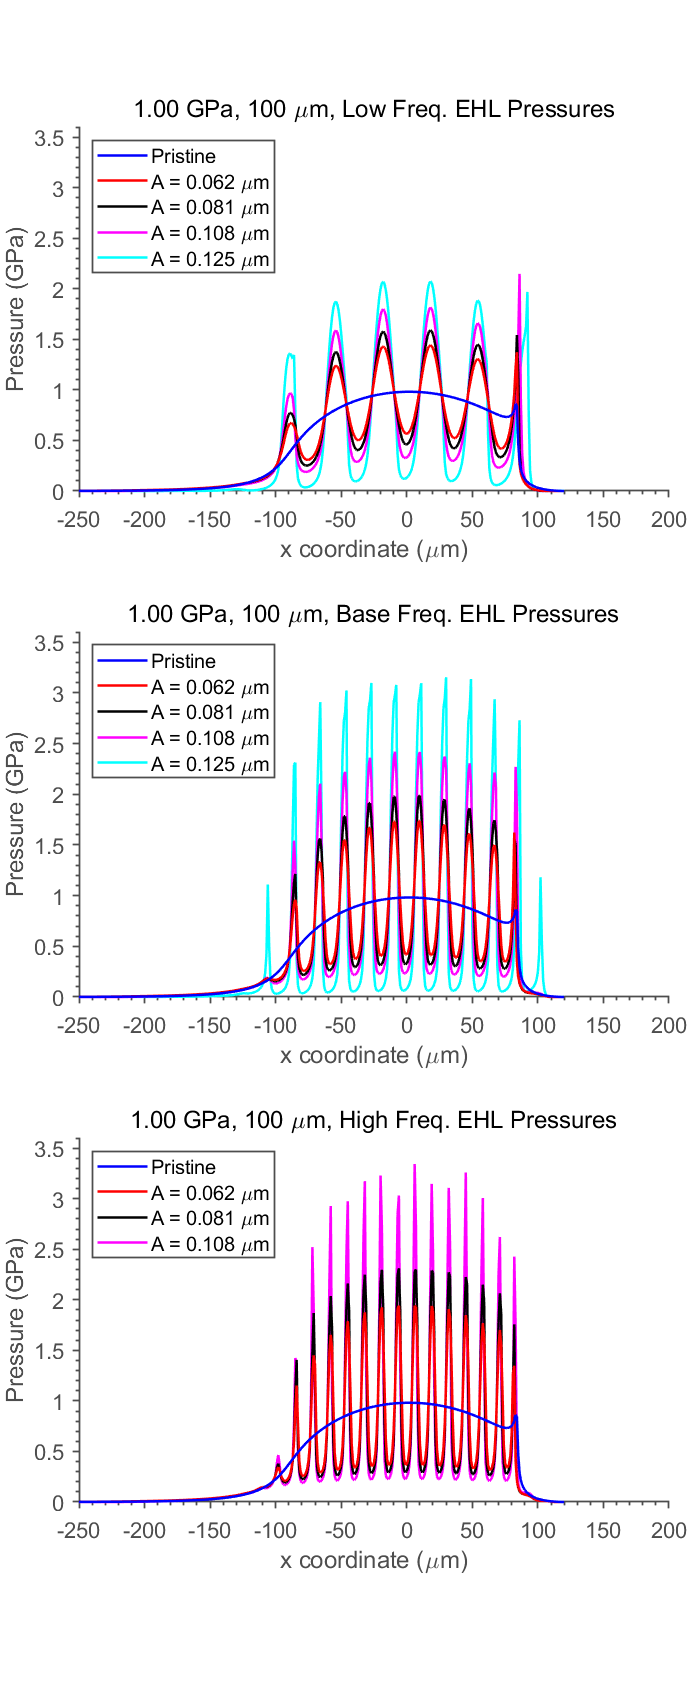 1.00 GPa, 100 μm, Low Freq. EHL Pressures
3.5
3
2.5
2
1.5
1
0.5
0
Pressure (GPa)
Pristine
A = 0.062 μm
A = 0.081 μm
A = 0.108 μm
A = 0.125 μm
-250 -200 -150 -100 -50 0 50 100 150 200
x coordinate (μm)
1.00 GPa, 100 μm, Base Freq. EHL Pressures
3.5
3
2.5
2
1.5
1
0.5
0
Pressure (GPa)
Pristine
A = 0.062 μm
A = 0.081 μm
A = 0.108 μm
A = 0.125 μm
-250 -200 -150 -100 -50 0 50 100 150 200
x coordinate (μm)
1.00 GPa, 100 μm, High Freq. EHL Pressures
3.5
3
2.5
2
1.5
1
0.5
0
Pressure (GPa)
Pristine
A = 0.062 μm
A = 0.081 μm
A = 0.108 μm
-250 -200 -150 -100 -50 0 50 100 150 200
x coordinate (μm)